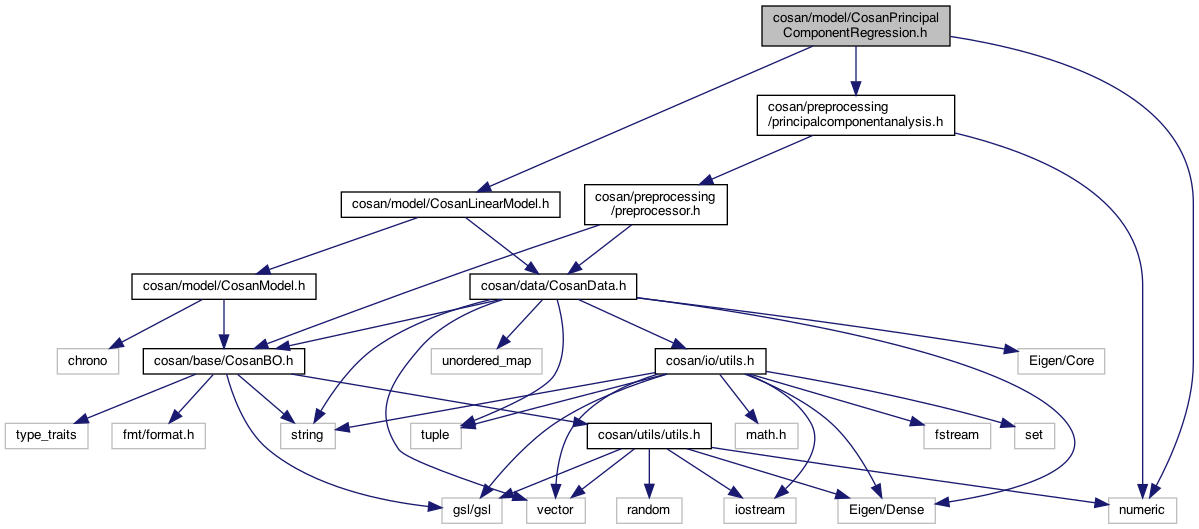 cosan/model/CosanPrincipal
ComponentRegression.h
cosan/preprocessing
/principalcomponentanalysis.h
cosan/model/CosanLinearModel.h
cosan/preprocessing
/preprocessor.h
cosan/model/CosanModel.h
cosan/data/CosanData.h
chrono
cosan/base/CosanBO.h
unordered_map
cosan/io/utils.h
Eigen/Core
type_traits
fmt/format.h
string
tuple
cosan/utils/utils.h
math.h
fstream
set
gsl/gsl
vector
random
iostream
Eigen/Dense
numeric